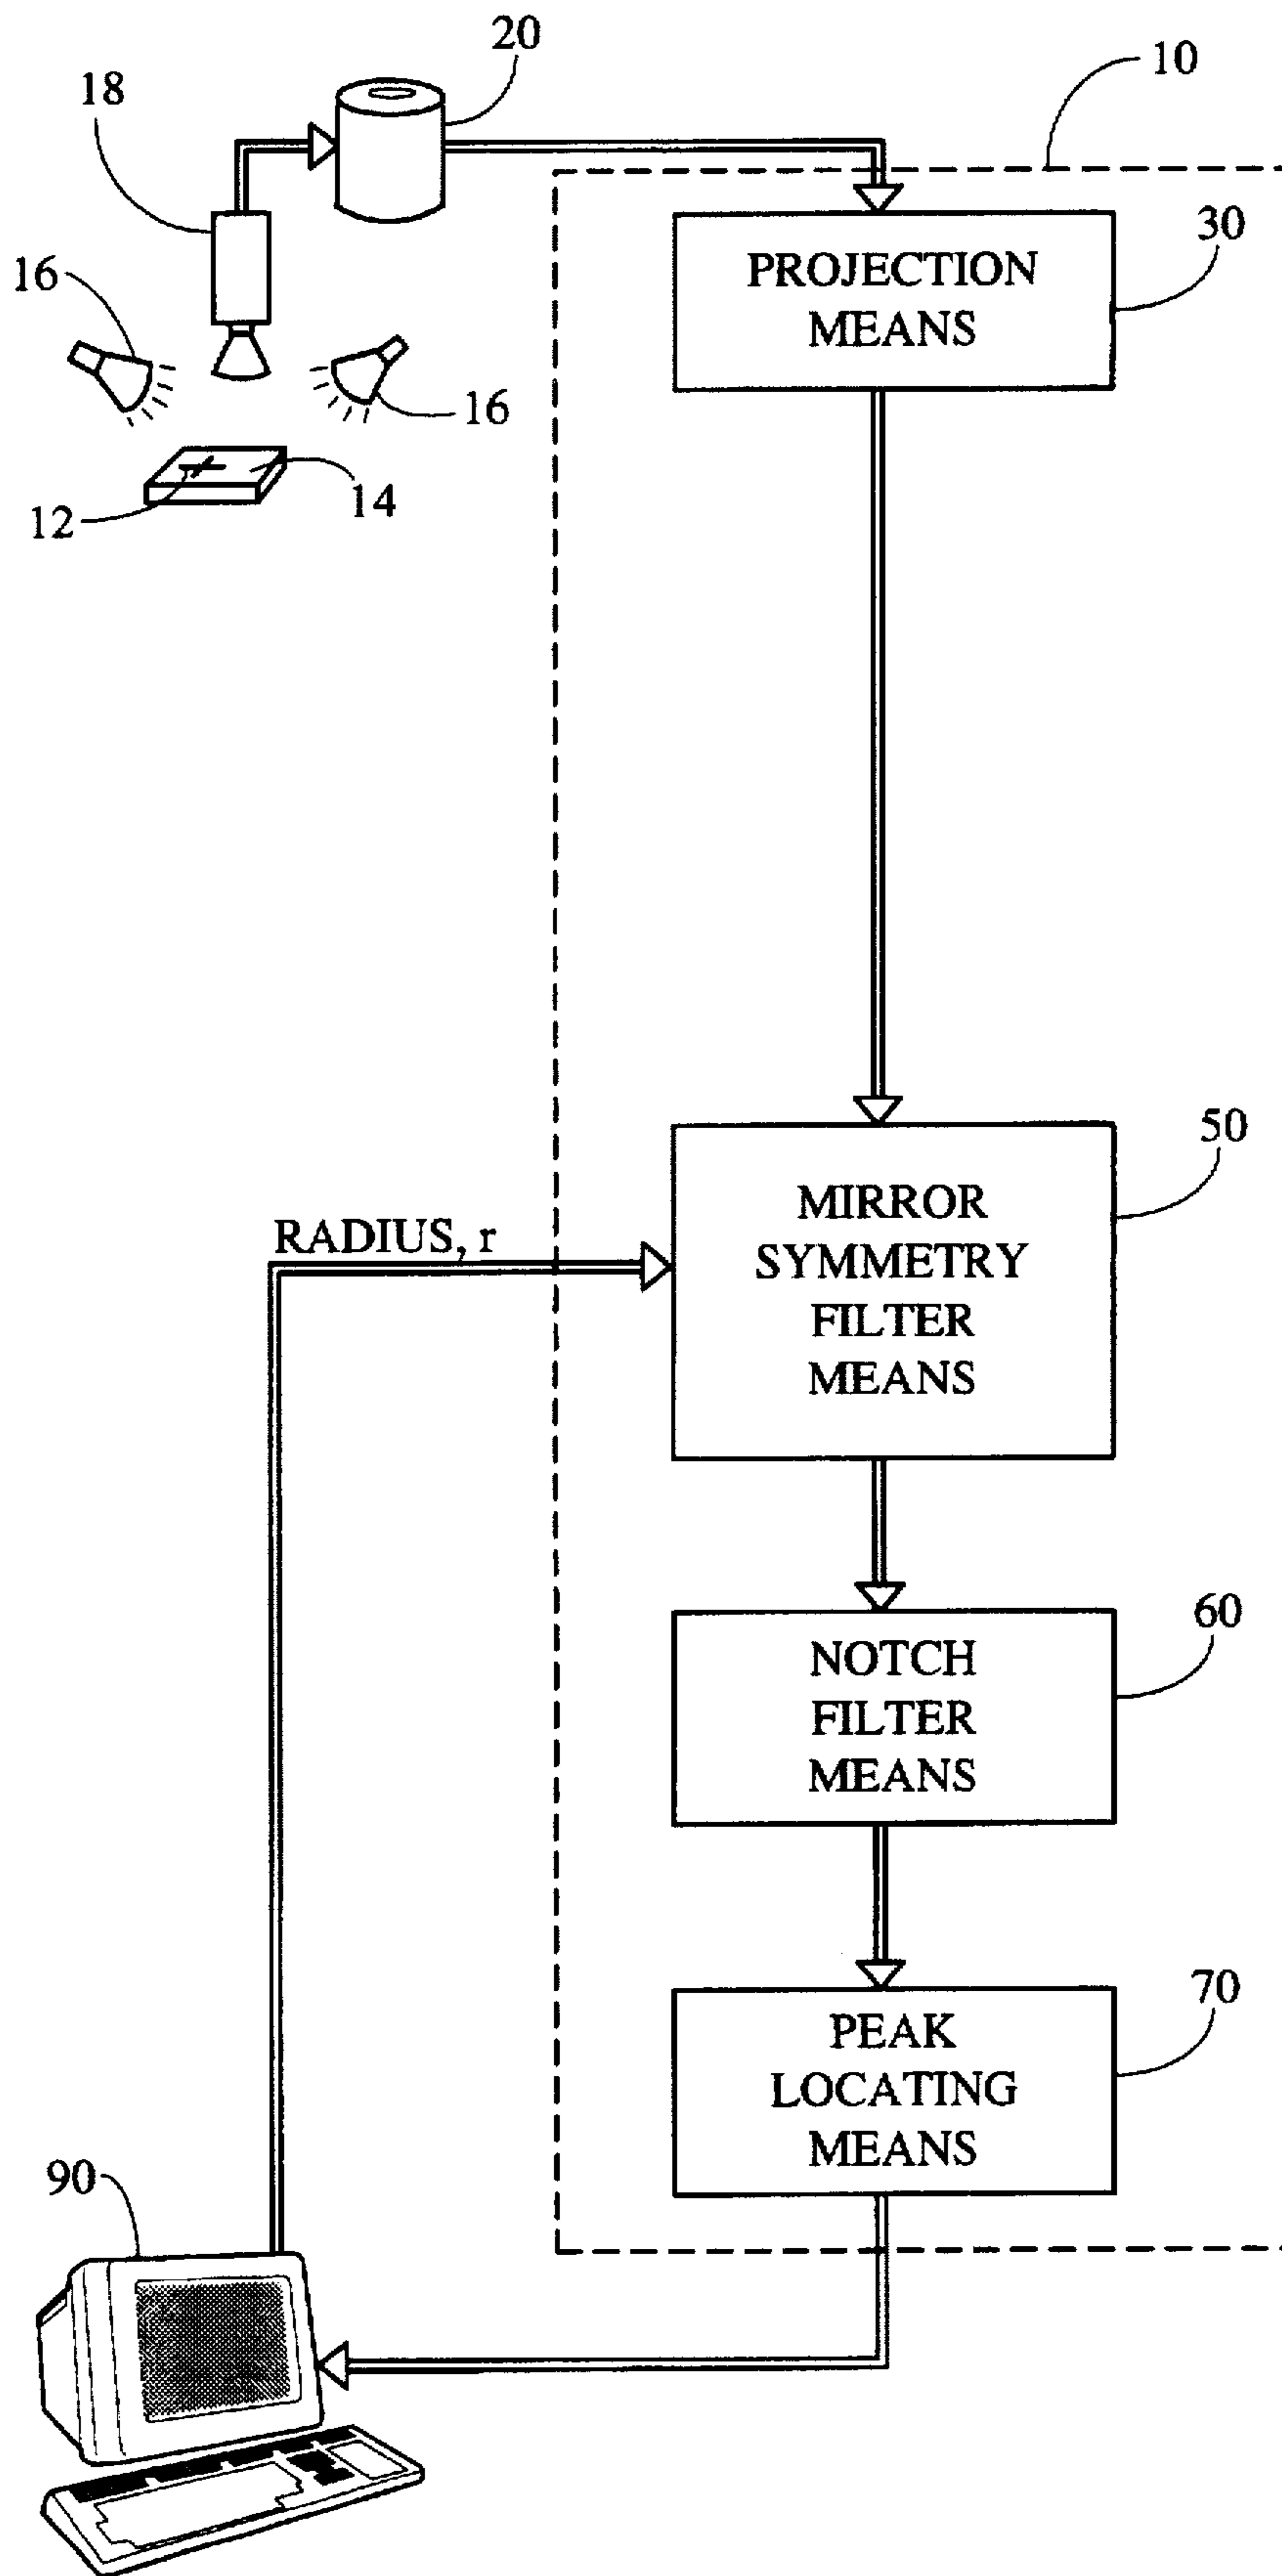 20
10
18
30
PROJECTION
MEANS
16
16
12
14
50
MIRROR
SYMMETRY
FILTER
MEANS
RADIUS, r
60
NOTCH
FILTER
MEANS
70
PEAK
LOCATING
MEANS
90